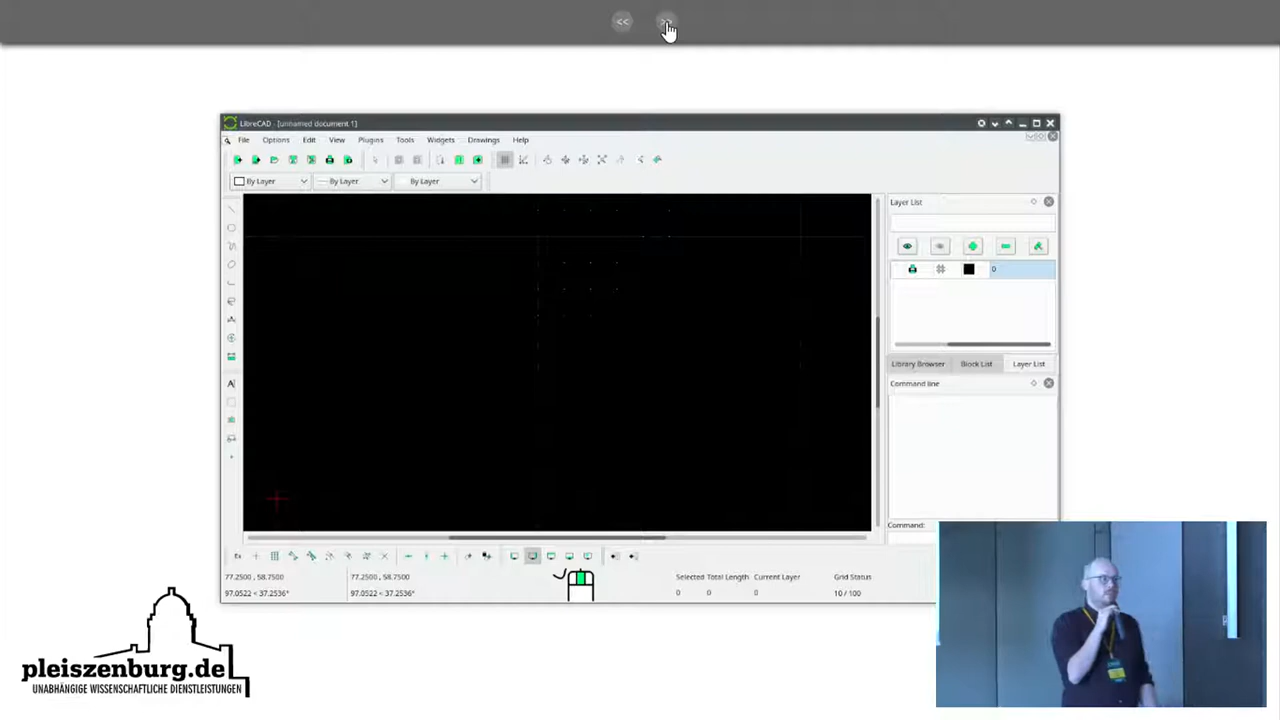 << >>
LibreCAD - [unnamed document 1]
File Options Edit View Plugins Tools Widgets Drawings Help
By Layer By Layer By Layer
Layer List
0
Library Browser Block List Layer List
Command line
Command:
Ex
A
77.2500 , 58.7500 77.2500 , 58.7500 Selected Total Length Current Layer Grid Status
97.0522 < 37.2536° 97.0522 < 37.2536° 0 0 0 10 / 100
pleiszenburg.de
UNABHÄNGIGE WISSENSCHAFTLICHE DIENSTLEISTUNGEN